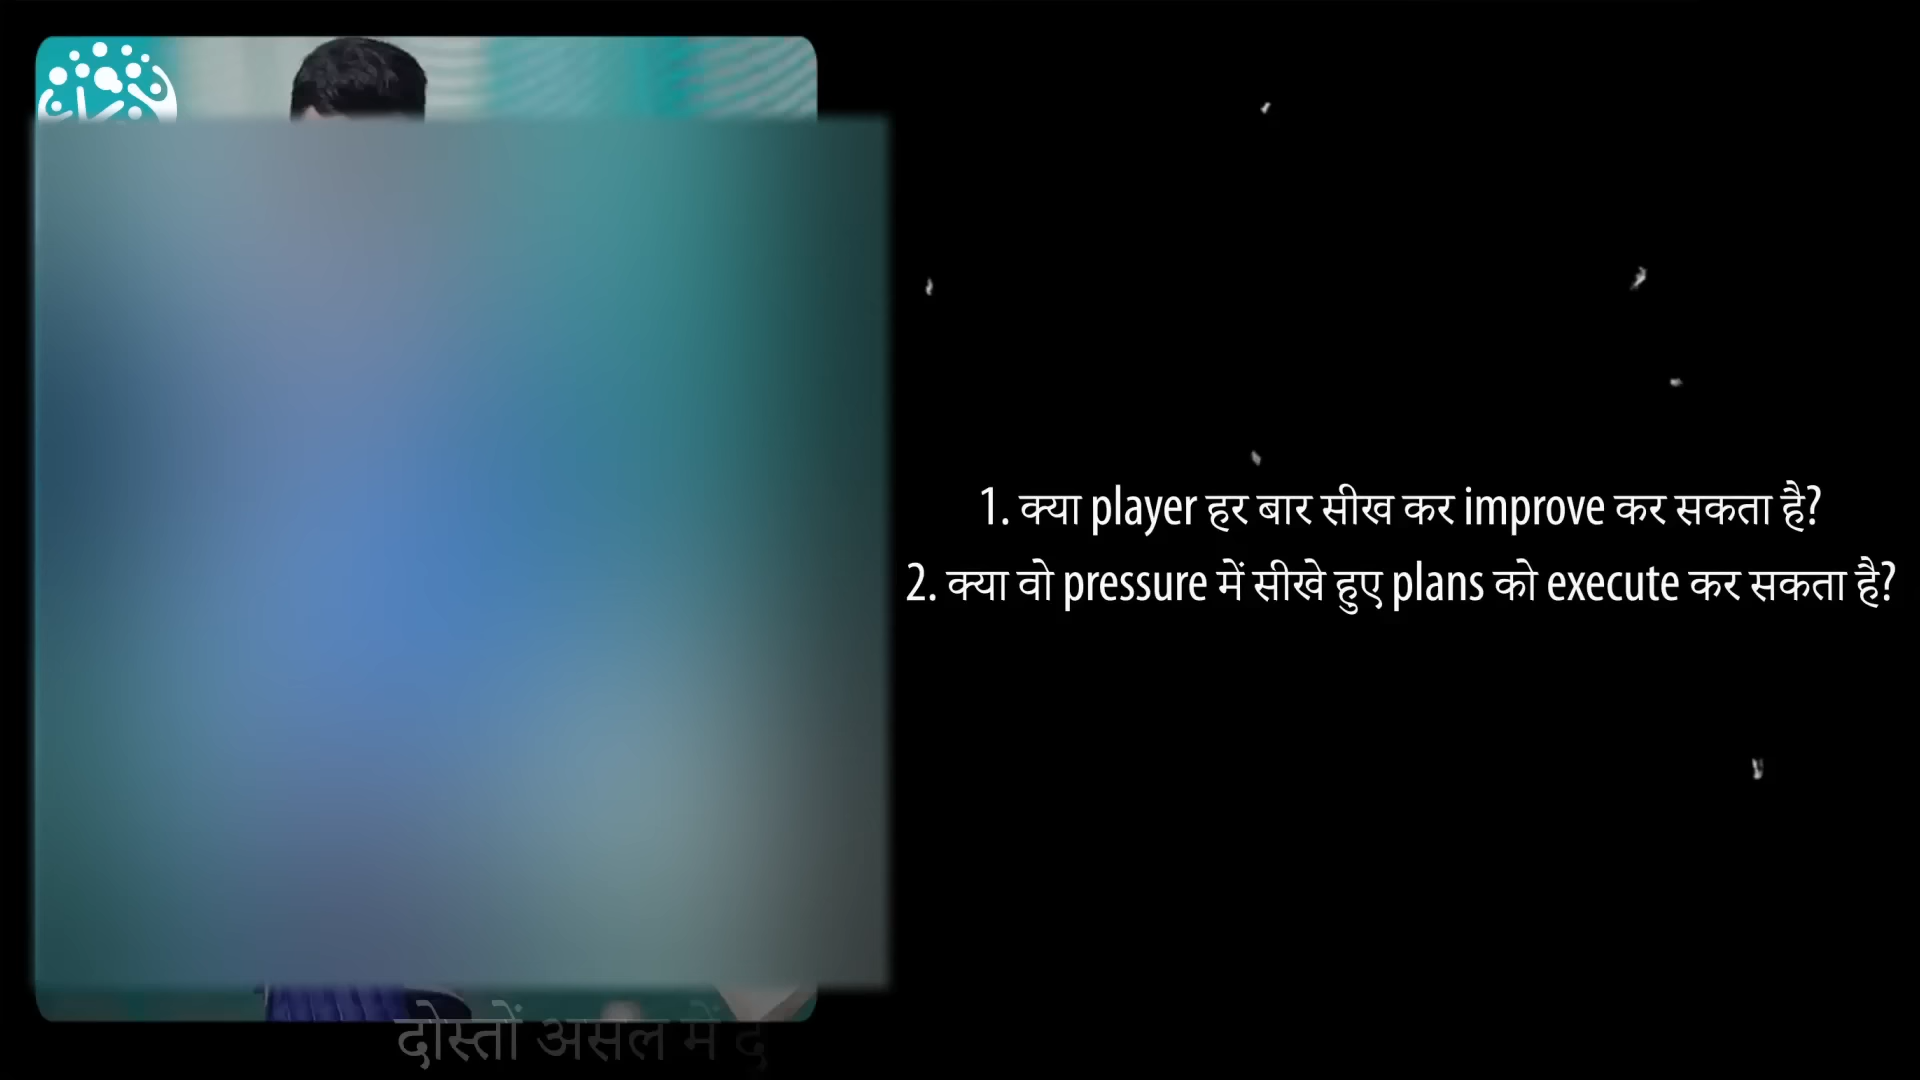 1. क्या player हर बार सीख कर improve कर सकता है?
2. क्या वो pressure में सीखे हुए plans को execute कर सकता है?
दोस्तों असल में